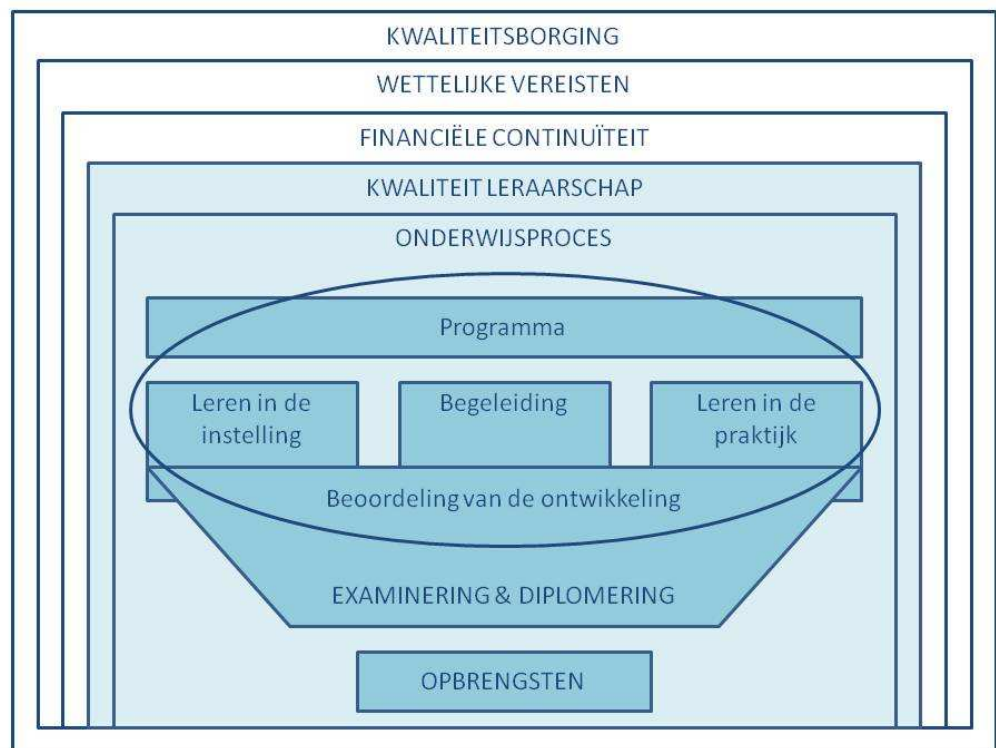 KWALITEITSBORGING
WETTELIJKE VEREISTEN
FINANCIËLE CONTINUÏTEIT
KWALITEIT LERAARSCHAP
ONDERWIJSPROCES
Programma
Leren in de
instelling
Begeleiding
Leren in de
praktijk
Beoordeling van de ontwikkeling
EXAMINERING & DIPLOMERING
OPBRENGSTEN